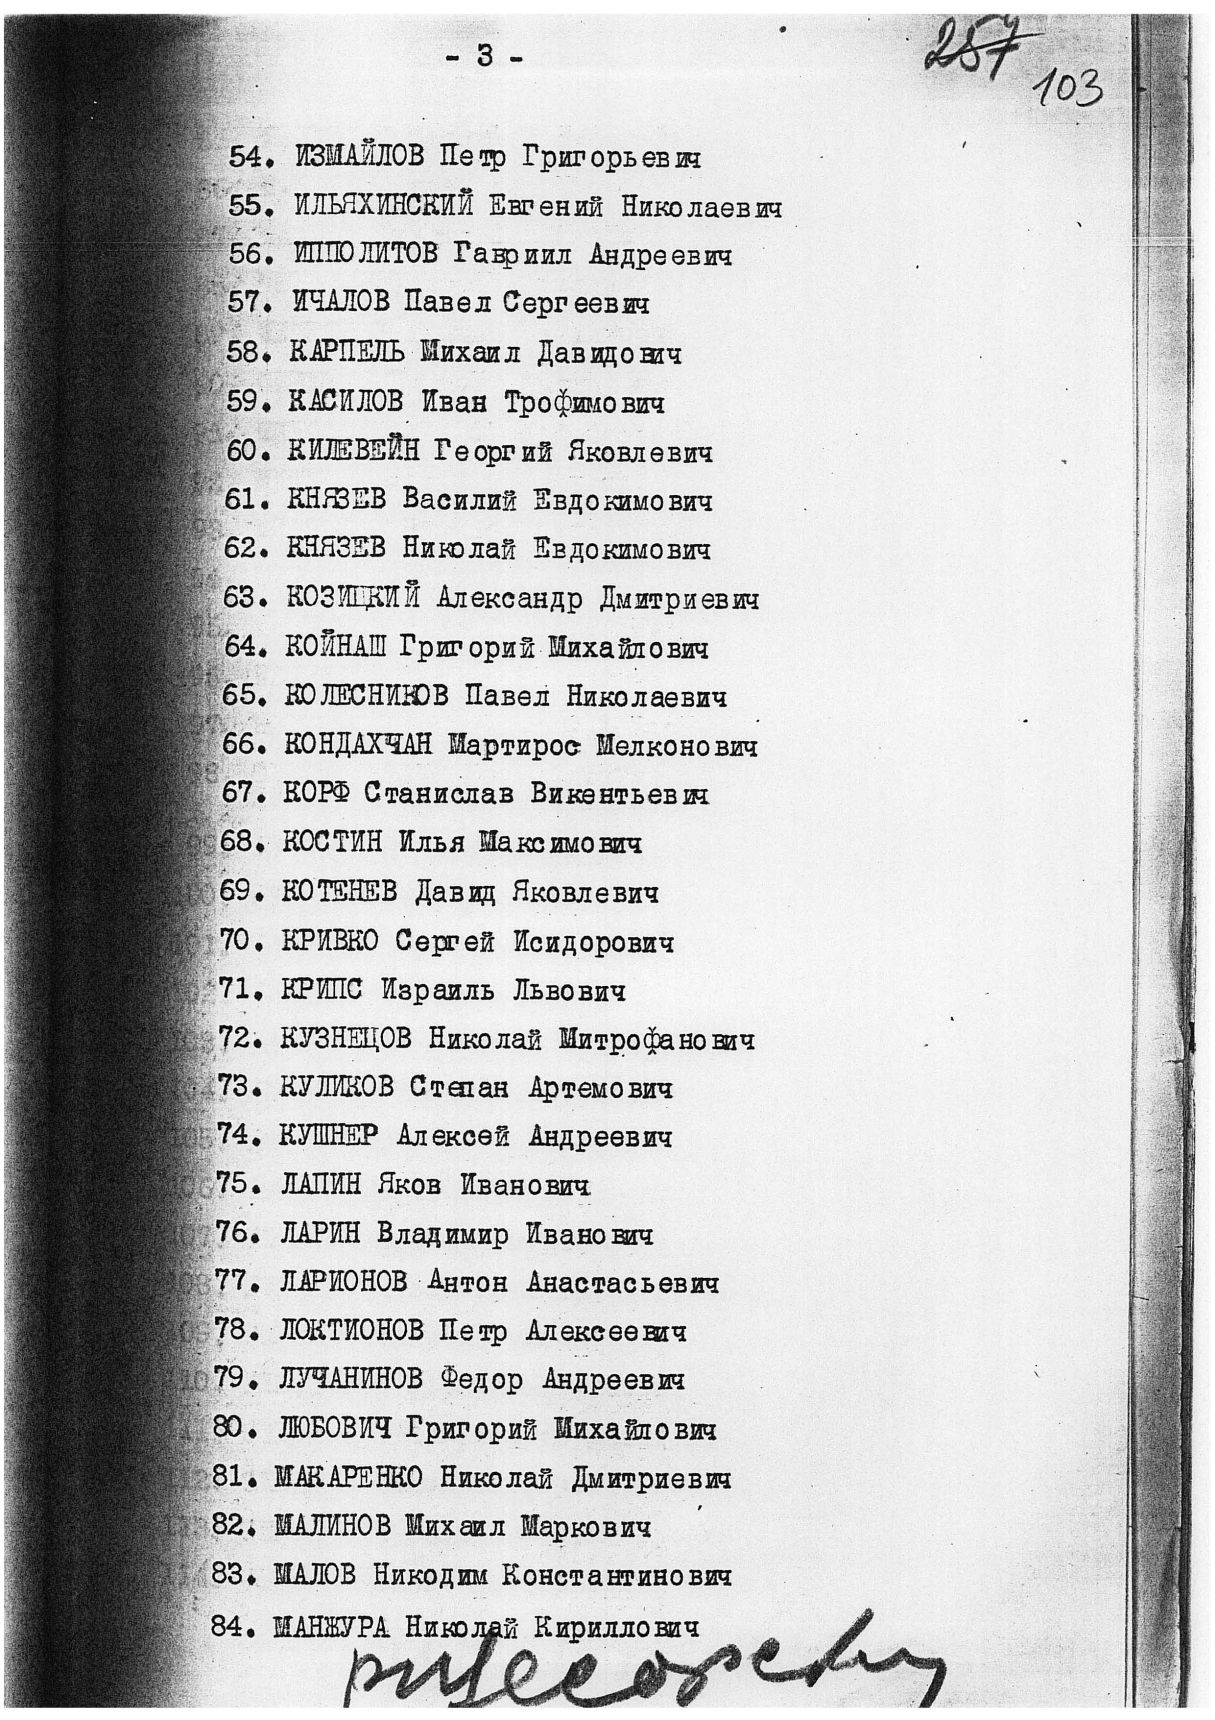 - 3 -
257
103
54. ИЗМАЙЛОВ Петр Григорьевич
55. ИЛЬЯХИНСКИЙ Евгений Николаевич
56. ИППОЛИТОВ Гавриил Андреевич
57. ИЧАЛОВ Павел Сергеевич
58. КАРПЕЛЬ Михаил Давидович
59. КАСИЛОВ Иван Трофимович
60. КИЛЕВЕЙН Георгий Яковлевич
61. КНЯЗЕВ Василий Евдокимович
62. КНЯЗЕВ Николай Евдокимович
63. КОЗИЦКИЙ Александр Дмитриевич
64. КОЙНАШ Григорий Михайлович
65. КОЛЕСНИКОВ Павел Николаевич
66. КОНДАХЧАН Мартирос Мелконович
67. КОРФ Станислав Викентьевич
68. КОСТИН Илья Максимович
69. КОТЕНЕВ Давид Яковлевич
70. КРИВКО Сергей Исидорович
71. КРИПС Израиль Львович
72. КУЗНЕЦОВ Николай Митрофанович
73. КУЛИКОВ Степан Артемович
74. КУШНЕР Алексей Андреевич
75. ЛАПИН Яков Иванович
76. ЛАРИН Владимир Иванович
77. ЛАРИОНОВ Антон Анастасьевич
78. ЛОКТИОНОВ Петр Алексеевич
79. ЛУЧАНИНОВ Федор Андреевич
80. ЛЮБОВИЧ Григорий Михайлович
81. МАКАРЕНКО Николай Дмитриевич
82. МАЛИНОВ Михаил Маркович
83. МАЛОВ Никодим Константинович
84. МАНЖУРА Николай Кириллович